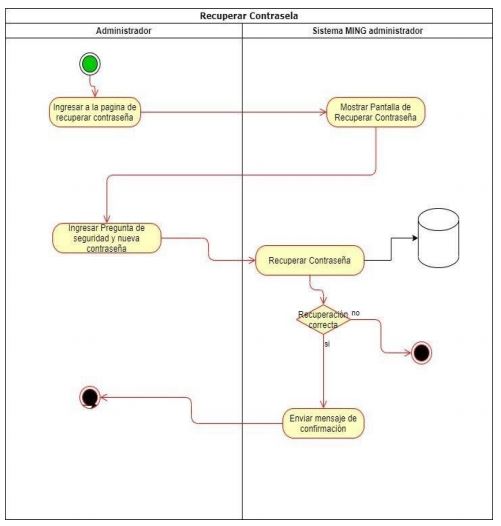 Recuperar Contrasela
Administrador
Sistema MING administrador
Ingresar a la pagina de
recuperar contraseña
Mostrar Pantalla de
Recuperar Contraseña
Ingresar Pregunta de
seguridad y nueva
contraseña
Recuperar Contraseña
Recuperación
correcta
no
si
Enviar mensaje de
confirmación